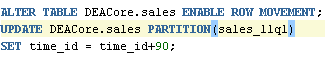 ALTER TABLE DEACore.sales ENABLE ROW MOVEMENT;
UPDATE DEACore.sales PARTITION(sales_11q1)
SET time_id = time_id+90;